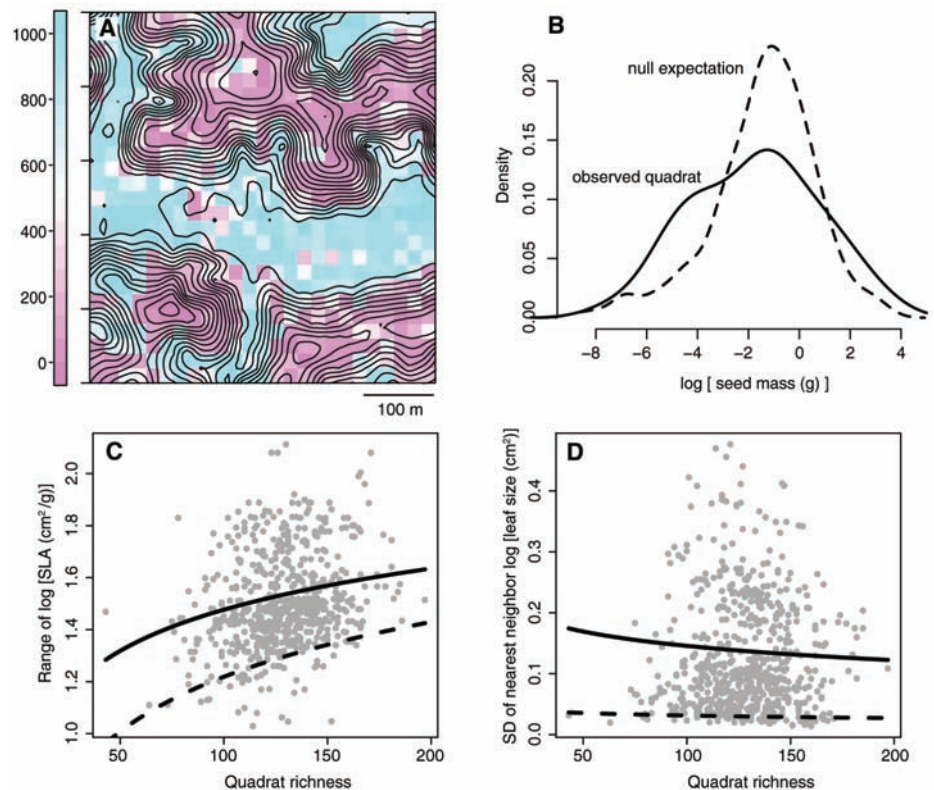 A
1000
800
600
400
200
0
100 m
B
null expectation
observed quadrat
Density
0.00
0.05
0.10
0.15
0.20
−8
−6
−4
−2
0
2
4
log [ seed mass (g) ]
C
Range of log [SLA (cm²/g)]
1.0
1.2
1.4
1.6
1.8
2.0
50
100
150
200
Quadrat richness
D
SD of nearest neighbor log [leaf size (cm²)]
0.0
0.1
0.2
0.3
0.4
50
100
150
200
Quadrat richness